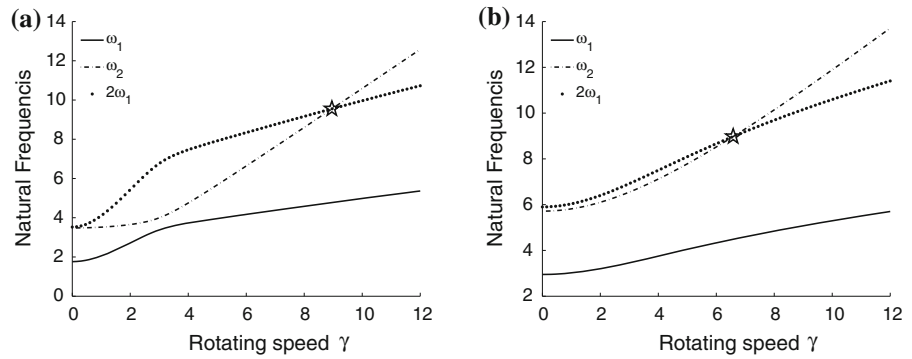 (a)
14
12
10
8
6
4
2
0
Natural Frequencis
ω1
ω2
2ω1
0 2 4 6 8 10 12
Rotating speed γ
(b)
14
12
10
8
6
4
2
Natural Frequencis
ω1
ω2
2ω1
0 2 4 6 8 10 12
Rotating speed γ